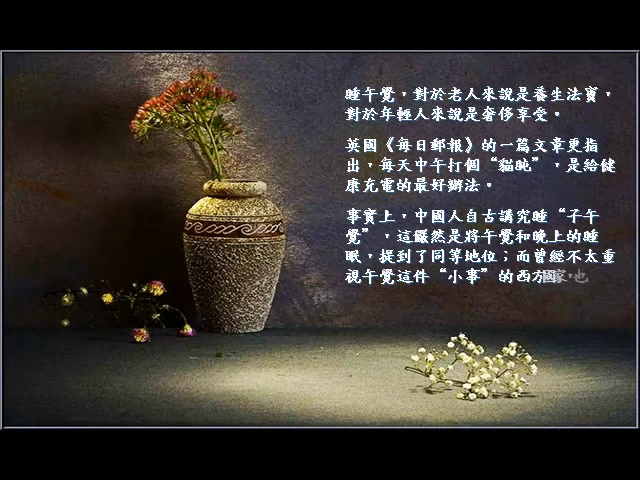 睡午覺，對於老人來說是養生法寶，
對於年輕人來說是奢侈享受。
英國《每日郵報》的一篇文章更指
出，每天中午打個“貓盹”，是給健
康充電的最好辦法。
事實上，中國人自古講究睡“子午
覺”，這儼然是將午覺和晚上的睡
眠，提到了同等地位；而曾經不太重
視午覺這件“小事”的西方國家，也